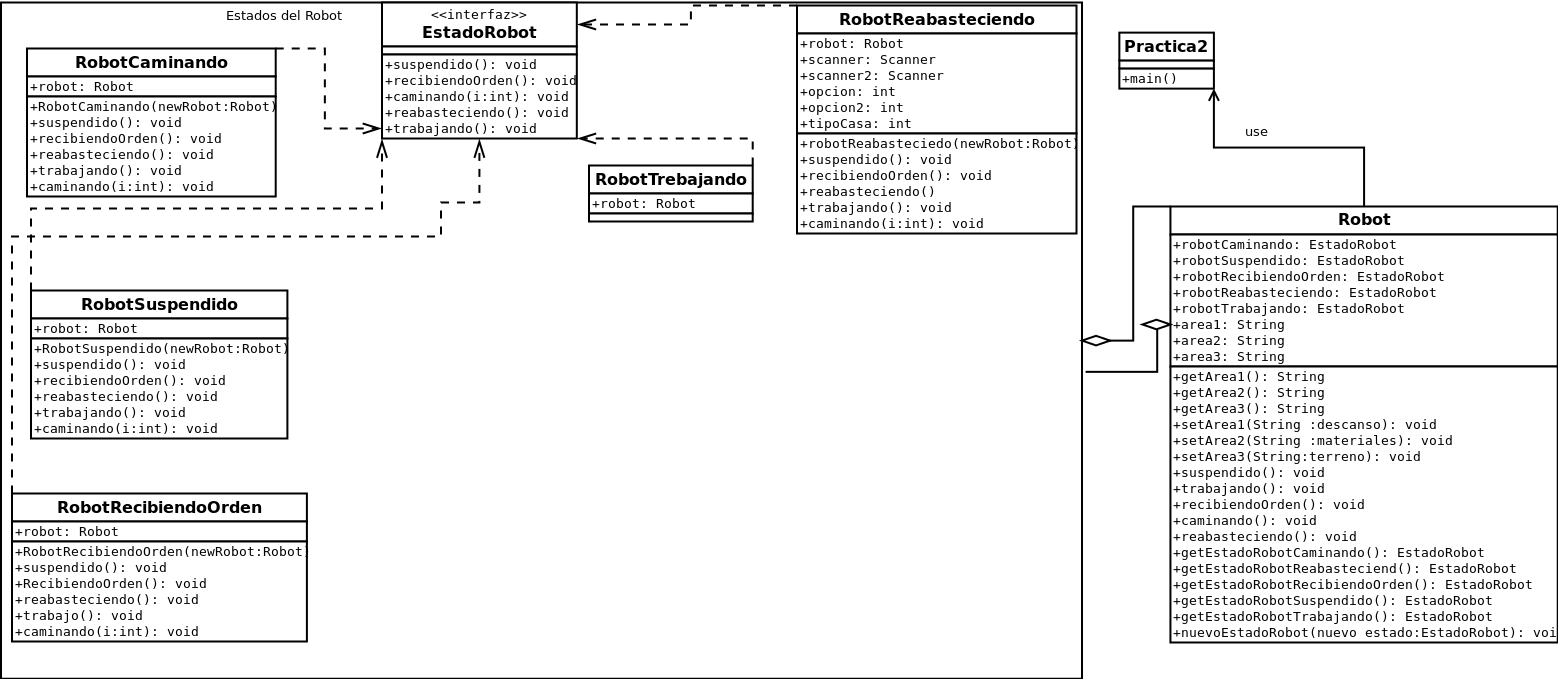 Estados del Robot
<<interfaz>>
EstadoRobot
+suspendido(): void
+recibiendoOrden(): void
+caminando(i:int): void
+reabasteciendo(): void
+trabajando(): void
RobotCaminando
+robot: Robot
+RobotCaminando(newRobot:Robot)
+suspendido(): void
+recibiendoOrden(): void
+reabasteciendo(): void
+trabajando(): void
+caminando(i:int): void
RobotReabasteciendo
+robot: Robot
+scanner: Scanner
+scanner2: Scanner
+opcion: int
+opcion2: int
+tipoCasa: int
+robotReabasteciedo(newRobot:Robot)
+suspendido(): void
+recibiendoOrden(): void
+reabasteciendo()
+trabajando(): void
+caminando(i:int): void
RobotTrebajando
+robot: Robot
RobotSuspendido
+robot: Robot
+RobotSuspendido(newRobot:Robot)
+suspendido(): void
+recibiendoOrden(): void
+reabasteciendo(): void
+trabajando(): void
+caminando(i:int): void
RobotRecibiendoOrden
+robot: Robot
+RobotRecibiendoOrden(newRobot:Robot)
+suspendido(): void
+RecibiendoOrden(): void
+reabasteciendo(): void
+trabajo(): void
+caminando(i:int): void
Practica2
+main()
use
Robot
+robotCaminando: EstadoRobot
+robotSuspendido: EstadoRobot
+robotRecibiendoOrden: EstadoRobot
+robotReabasteciendo: EstadoRobot
+robotTrabajando: EstadoRobot
+area1: String
+area2: String
+area3: String
+getArea1(): String
+getArea2(): String
+getArea3(): String
+setArea1(String :descanso): void
+setArea2(String :materiales): void
+setArea3(String:terreno): void
+suspendido(): void
+trabajando(): void
+recibiendoOrden(): void
+caminando(): void
+reabasteciendo(): void
+getEstadoRobotCaminando(): EstadoRobot
+getEstadoRobotReabasteciend(): EstadoRobot
+getEstadoRobotRecibiendoOrden(): EstadoRobot
+getEstadoRobotSuspendido(): EstadoRobot
+getEstadoRobotTrabajando(): EstadoRobot
+nuevoEstadoRobot(nuevo estado:EstadoRobot): voi